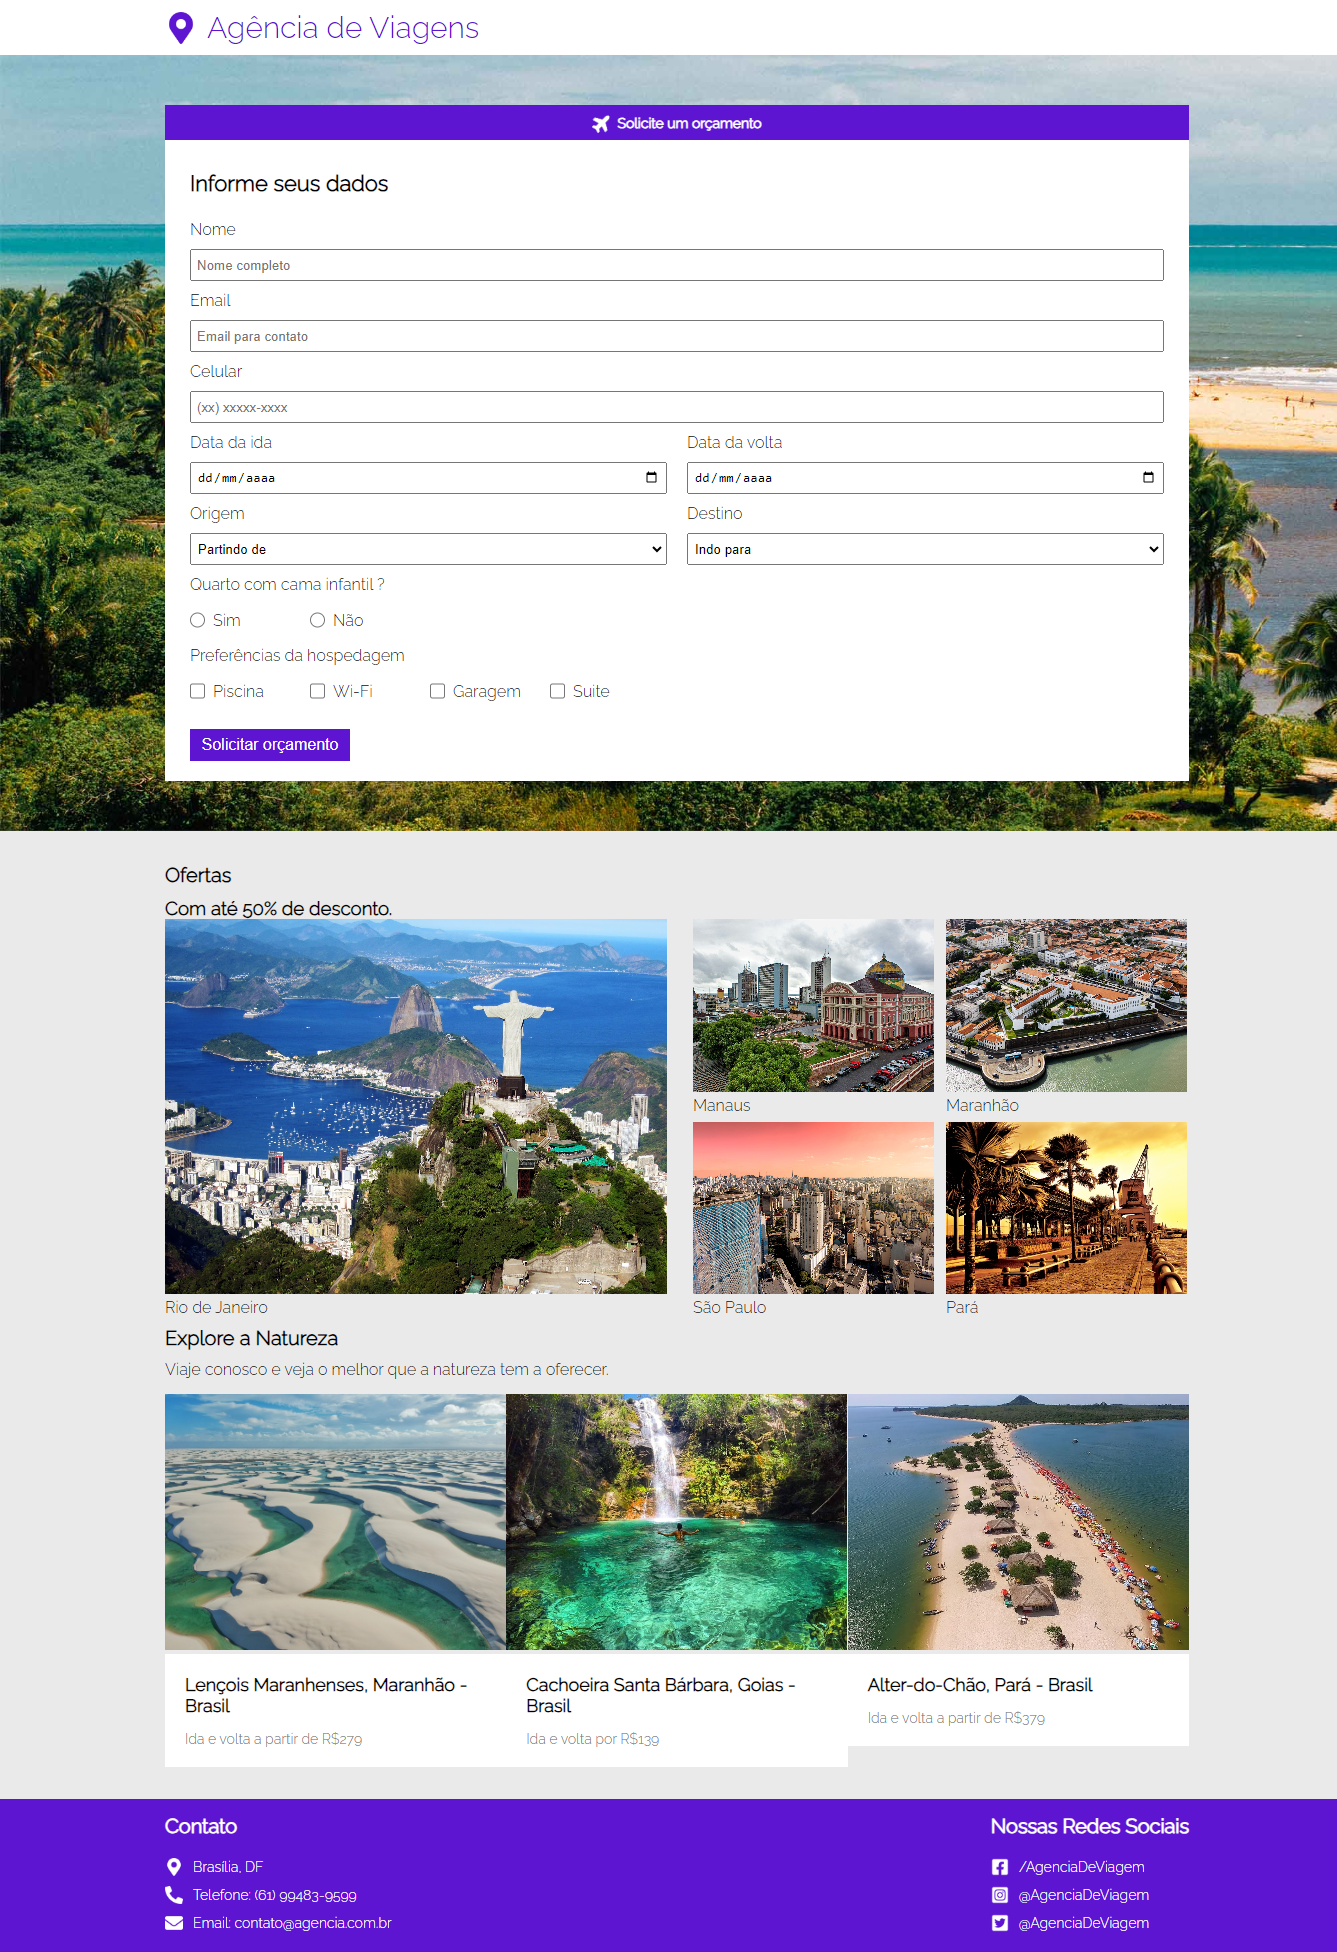 Agência de Viagens
Solicite um orçamento
Informe seus dados
Nome
Nome completo
Email
Email para contato
Celular
(xx) xxxxx-xxxx
Data da ida
Data da volta
dd/mm/aaaa
dd/mm/aaaa
Origem
Destino
Partindo de
Indo para
Quarto com cama infantil ?
Sim
Não
Preferências da hospedagem
Piscina
Wi-Fi
Garagem
Suite
Solicitar orçamento
Ofertas
Com até 50% de desconto.
Manaus
Maranhão
Rio de Janeiro
São Paulo
Pará
Explore a Natureza
Viaje conosco e veja o melhor que a natureza tem a oferecer.
Lençois Maranhenses, Maranhão -
Brasil
Ida e volta a partir de R$279
Cachoeira Santa Bárbara, Goias -
Brasil
Ida e volta por R$139
Alter-do-Chão, Pará - Brasil
Ida e volta a partir de R$379
Contato
Brasília, DF
Telefone: (61) 99483-9599
Email: contato@agencia.com.br
Nossas Redes Sociais
/AgenciaDeViagem
@AgenciaDeViagem
@AgenciaDeViagem